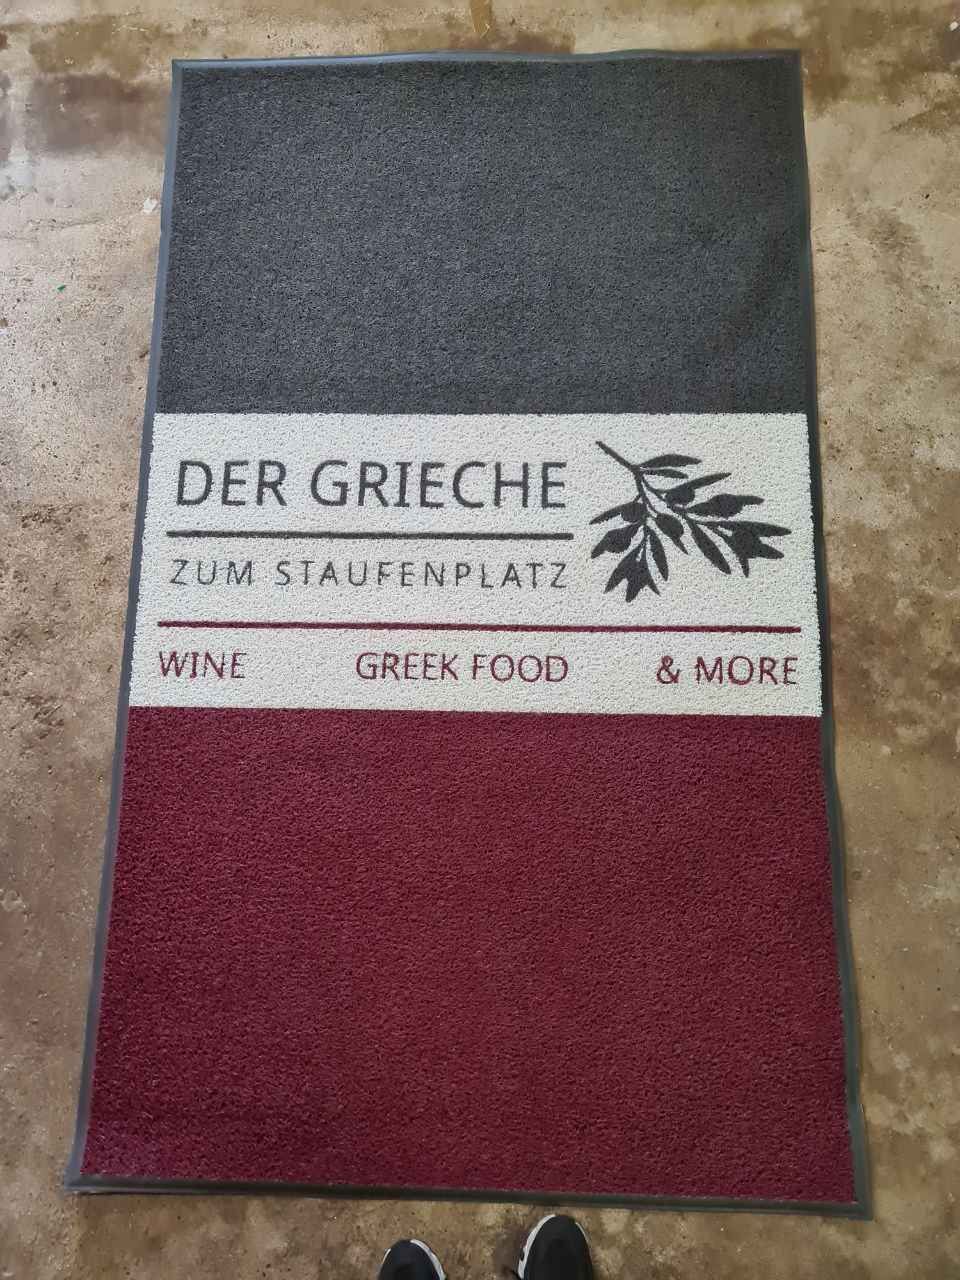 DER GRIECHE
ZUM STAUFENPLATZ
WINE GREEK FOOD & MORE